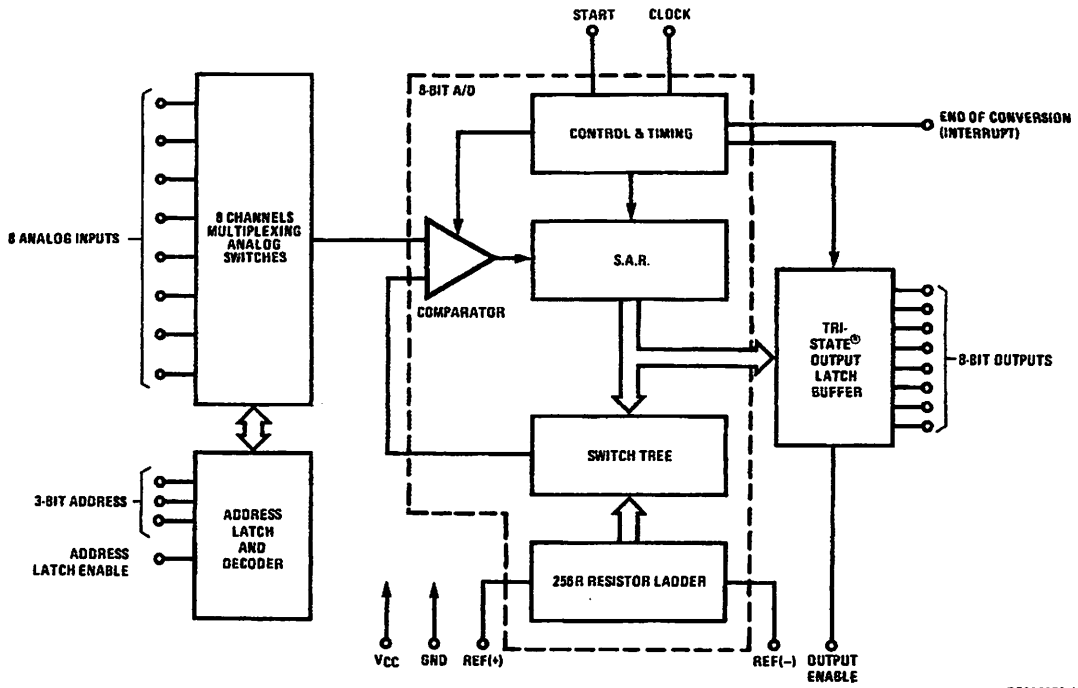 START
CLOCK
8-BIT A/D
CONTROL & TIMING
END OF CONVERSION
(INTERRUPT)
8 ANALOG INPUTS
8 CHANNELS
MULTIPLEXING
ANALOG
SWITCHES
S.A.R.
COMPARATOR
TRI-
STATE®
OUTPUT
LATCH
BUFFER
8-BIT OUTPUTS
SWITCH TREE
3-BIT ADDRESS
ADDRESS
LATCH ENABLE
ADDRESS
LATCH
AND
DECODER
256R RESISTOR LADDER
VCC
GND
REF(+)
REF(−)
OUTPUT
ENABLE